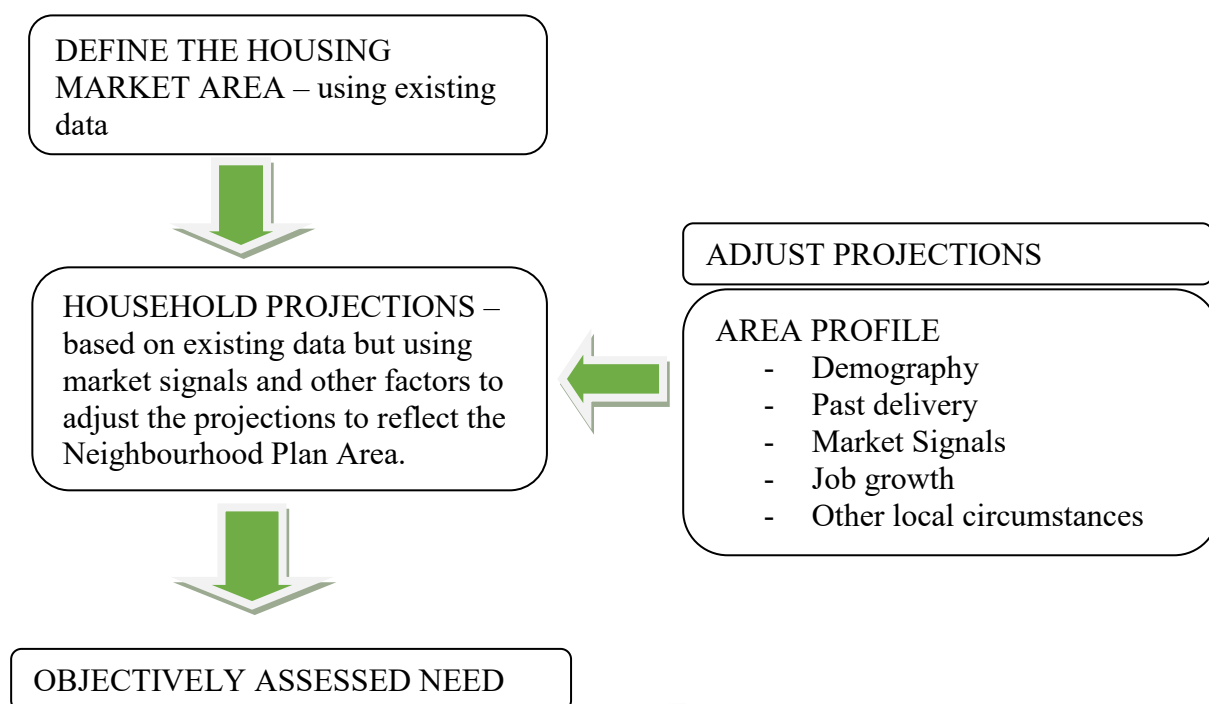 DEFINE THE HOUSING
MARKET AREA – using existing
data
HOUSEHOLD PROJECTIONS –
based on existing data but using
market signals and other factors to
adjust the projections to reflect the
Neighbourhood Plan Area.
ADJUST PROJECTIONS
AREA PROFILE
- Demography
- Past delivery
- Market Signals
- Job growth
- Other local circumstances
OBJECTIVELY ASSESSED NEED